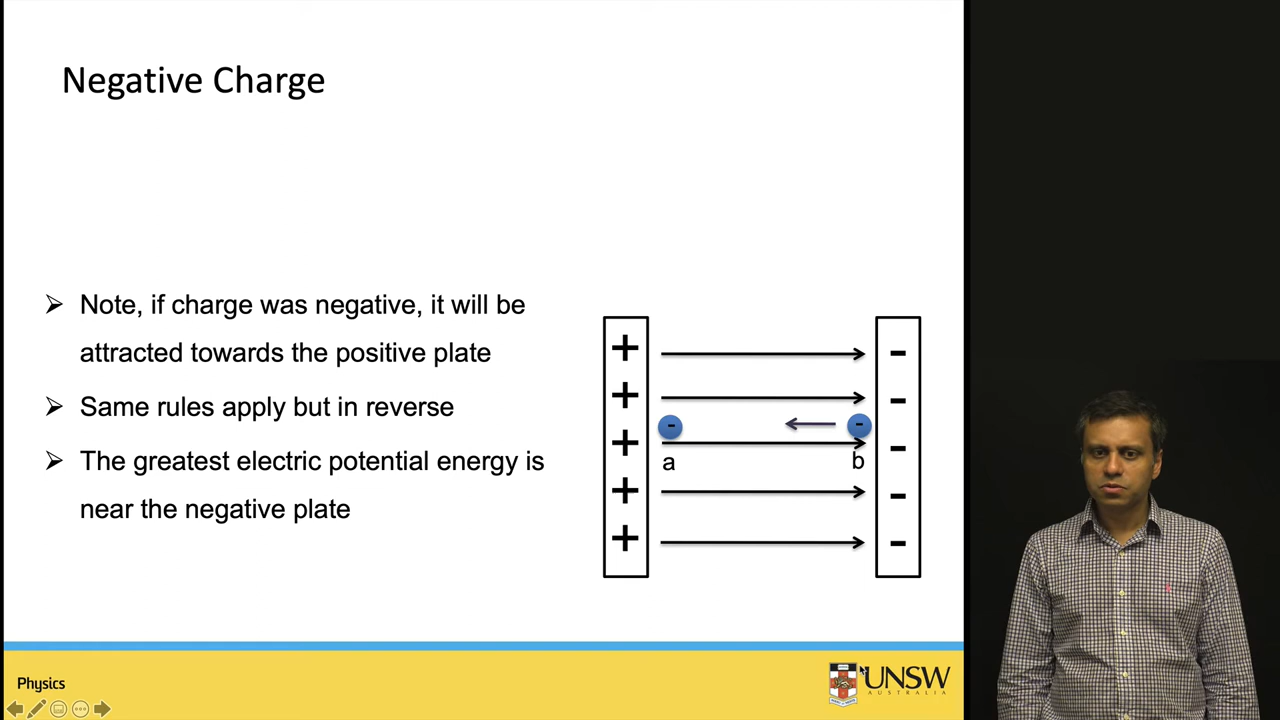 Negative Charge
➢ Note, if charge was negative, it will be
attracted towards the positive plate
➢ Same rules apply but in reverse
➢ The greatest electric potential energy is
near the negative plate
+ -
+ -
- -
+ -
a b
+ -
+ -
Physics
UNSW
AUSTRALIA